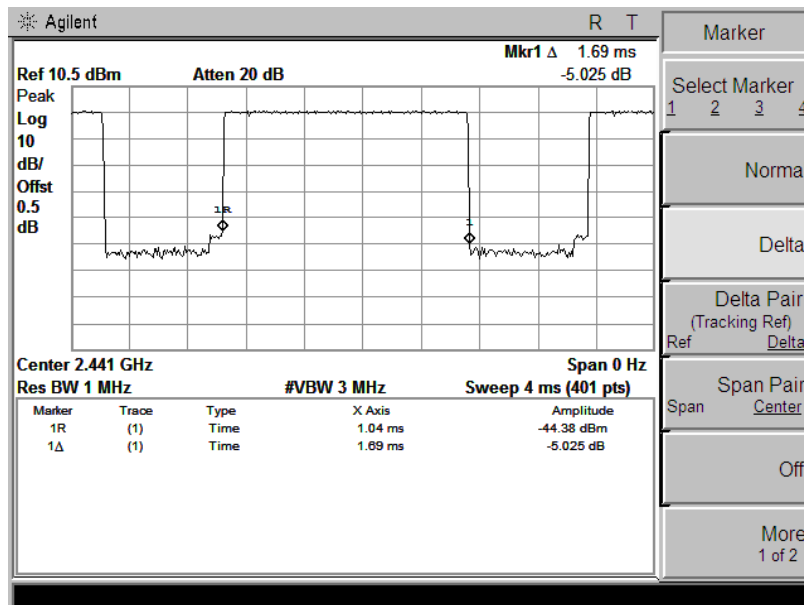 Agilent R T
Mkr1 Δ 1.69 ms
Ref 10.5 dBm Atten 20 dB -5.025 dB
Peak
Log
10
dB/
Offst
0.5
dB
1R
1
Center 2.441 GHz Span 0 Hz
Res BW 1 MHz #VBW 3 MHz Sweep 4 ms (401 pts)
Marker Trace Type X Axis Amplitude
1R (1) Time 1.04 ms -44.38 dBm
1Δ (1) Time 1.69 ms -5.025 dB
Marker
Select Marker
1 2 3 4
Norma
Delta
Delta Pair
(Tracking Ref)
Ref Delta
Span Pair
Span Center
Off
More
1 of 2